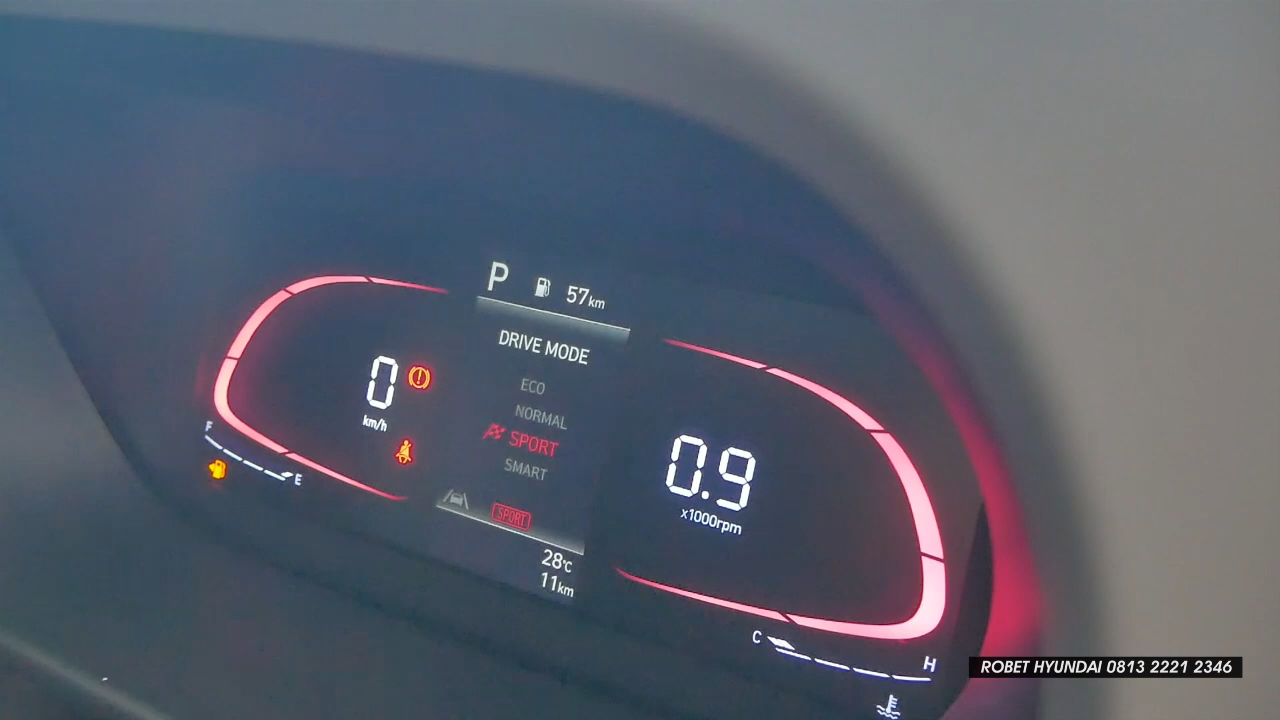 P 57km
DRIVE MODE
ECO
NORMAL
SPORT
SMART
SPORT
28°C
11km
0
km/h
F
E
0.9
x1000rpm
C
H
ROBET HYUNDAI 0813 2221 2346